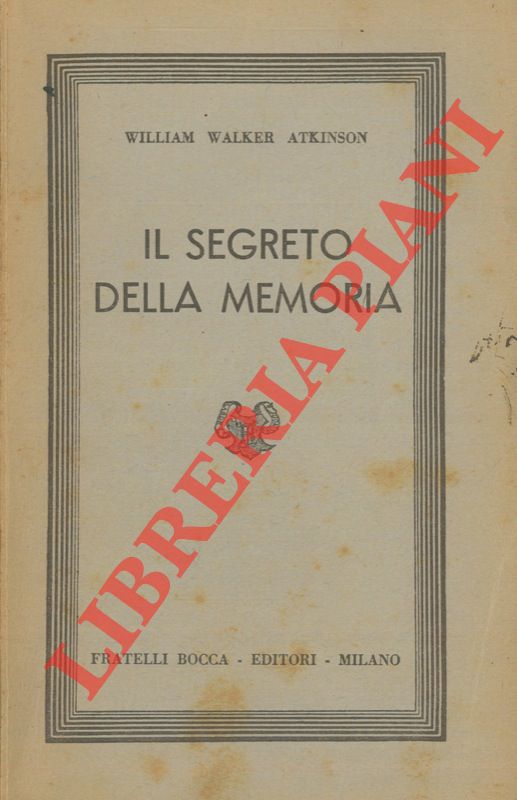 WILLIAM WALKER ATKINSON
IL SEGRETO
DELLA MEMORIA
LIBRERIA PIANI
FRATELLI BOCCA - EDITORI - MILANO